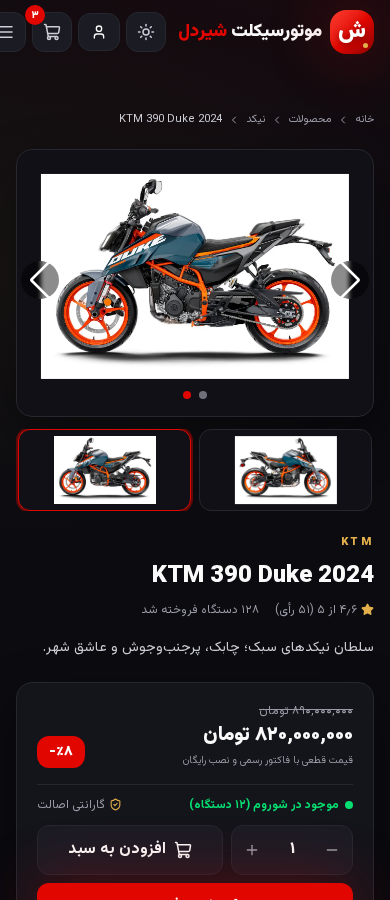 ش موتورسیکلت شیردل
۳
خانه محصولات نیکد KTM 390 Duke 2024
DUKE
KTM
KTM 390 Duke 2024
۴٫۶ از ۵ (۵۱ رأی) ۱۲۸ دستگاه فروخته شد
سلطان نیکدهای سبک؛ چابک، پرجنب‌وجوش و عاشق شهر.
۸۹۰,۰۰۰,۰۰۰ تومان
۸۲۰,۰۰۰,۰۰۰ تومان
قیمت قطعی با فاکتور رسمی و نصب رایگان
-٪۸
موجود در شوروم (۱۲ دستگاه) گارانتی اصالت
۱
افزودن به سبد